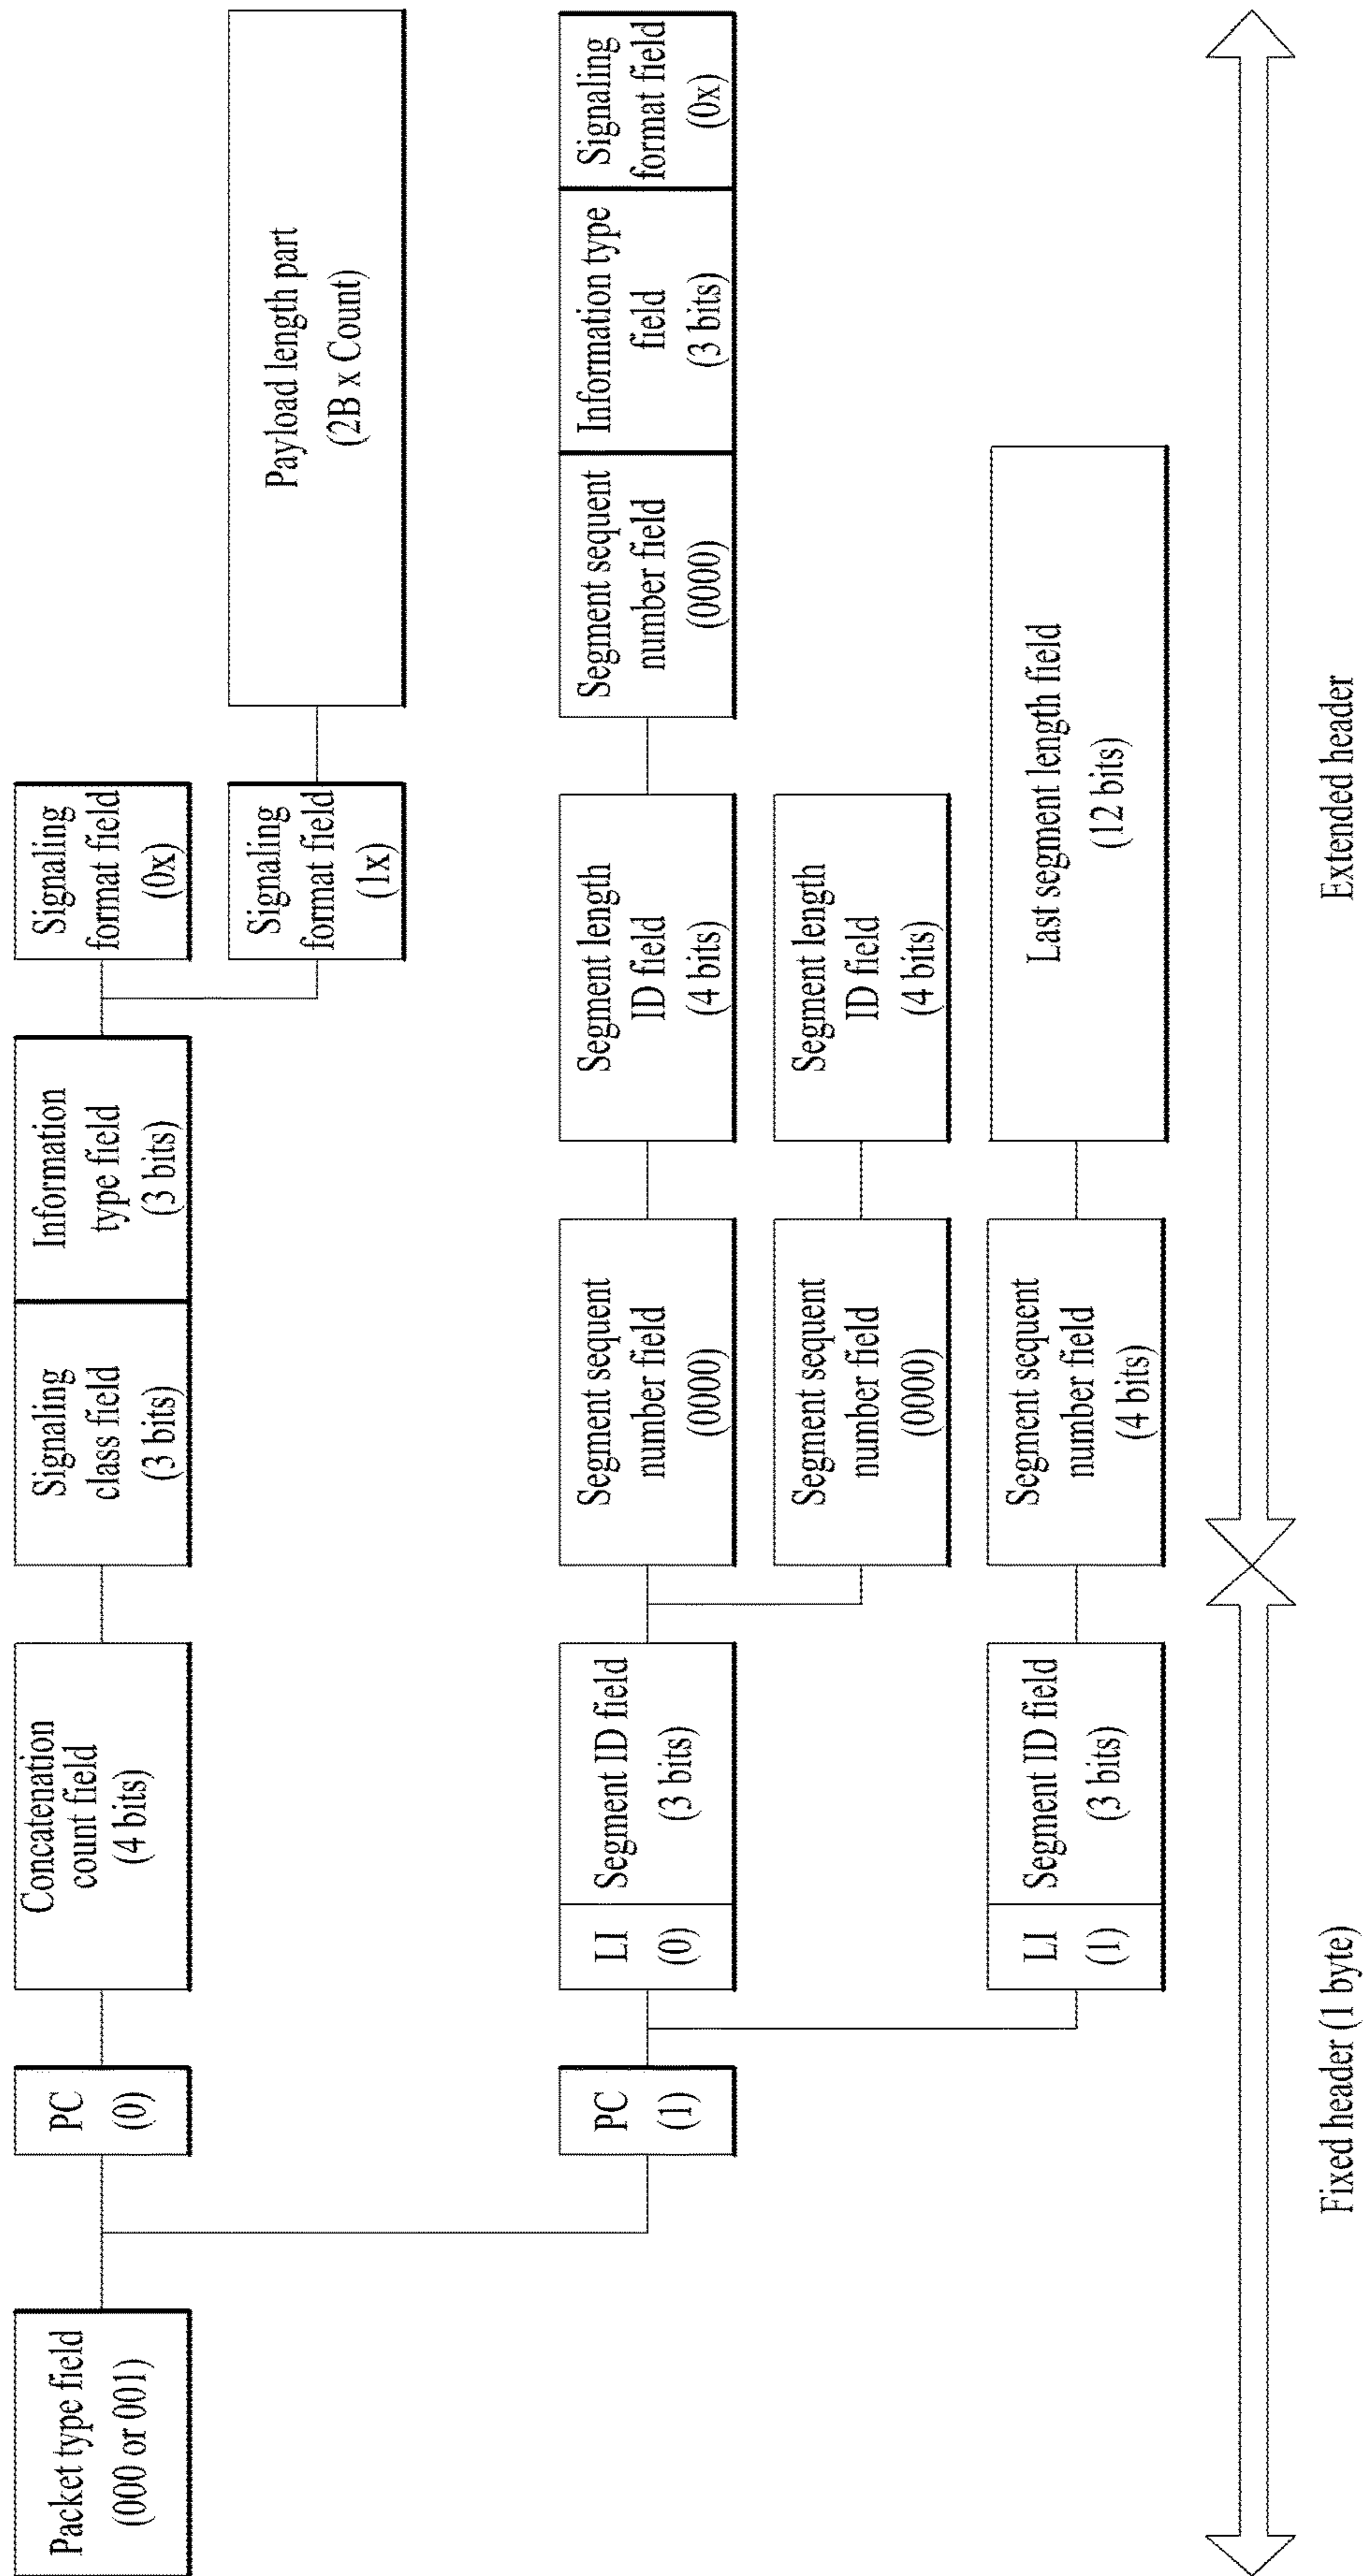 Packet type field
(000 or 001)
PC
(0)
Concatenation
count field
(4 bits)
Signaling
class field
(3 bits)
Information
type field
(3 bits)
Signaling
format field
(0x)
Signaling
format field
(1x)
Payload length part
(2B x Count)
PC
(1)
LI
(0)
Segment ID field
(3 bits)
Segment sequent
number field
(0000)
Segment length
ID field
(4 bits)
Segment sequent
number field
(0000)
Information type
field
(3 bits)
Signaling
format field
(0x)
Segment sequent
number field
(0000)
Segment length
ID field
(4 bits)
LI
(1)
Segment ID field
(3 bits)
Segment sequent
number field
(4 bits)
Last segment length field
(12 bits)
Fixed header (1 byte)
Extended header